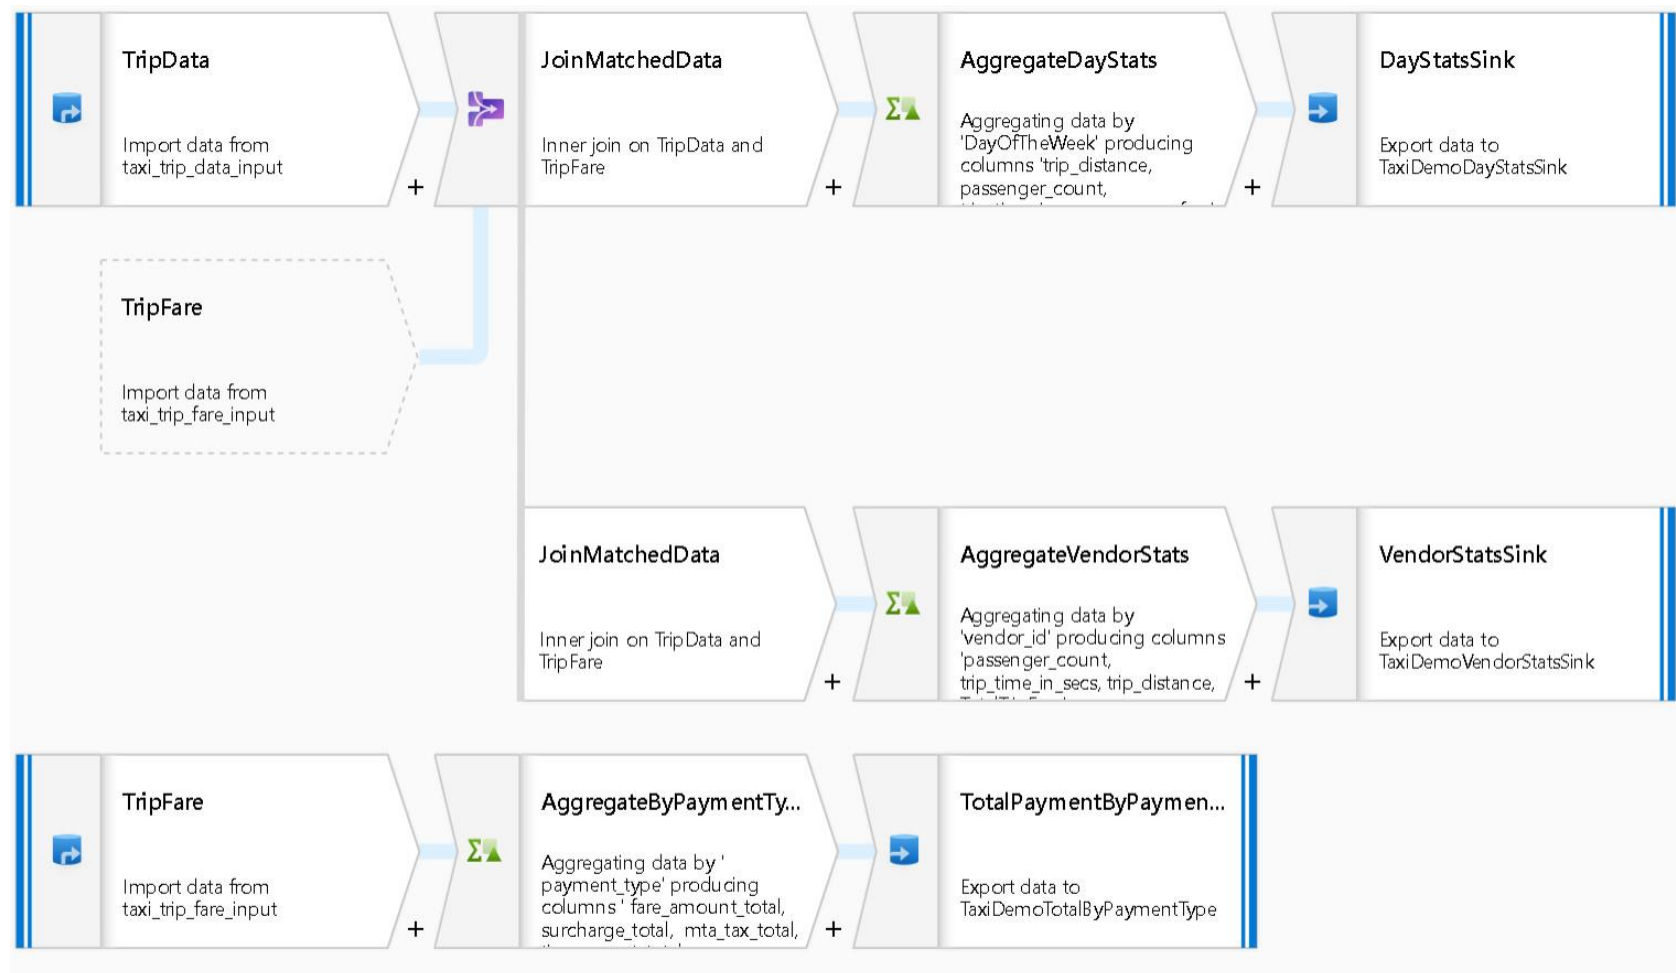 TripData
Import data from
taxi_trip_data_input
+
JoinMatchedData
Inner join on TripData and
TripFare
+
AggregateDayStats
Aggregating data by
'DayOfTheWeek' producing
columns 'trip_distance,
passenger_count,
+
DayStatsSink
Export data to
TaxiDemoDayStatsSink
TripFare
Import data from
taxi_trip_fare_input
JoinMatchedData
Inner join on TripData and
TripFare
+
AggregateVendorStats
Aggregating data by
'vendor_id' producing columns
'passenger_count,
trip_time_in_secs, trip_distance,
+
VendorStatsSink
Export data to
TaxiDemoVendorStatsSink
TripFare
Import data from
taxi_trip_fare_input
+
AggregateByPaymentTy...
Aggregating data by '
payment_type' producing
columns ' fare_amount_total,
surcharge_total, mta_tax_total,
+
TotalPaymentByPaymen...
Export data to
TaxiDemoTotalByPaymentType